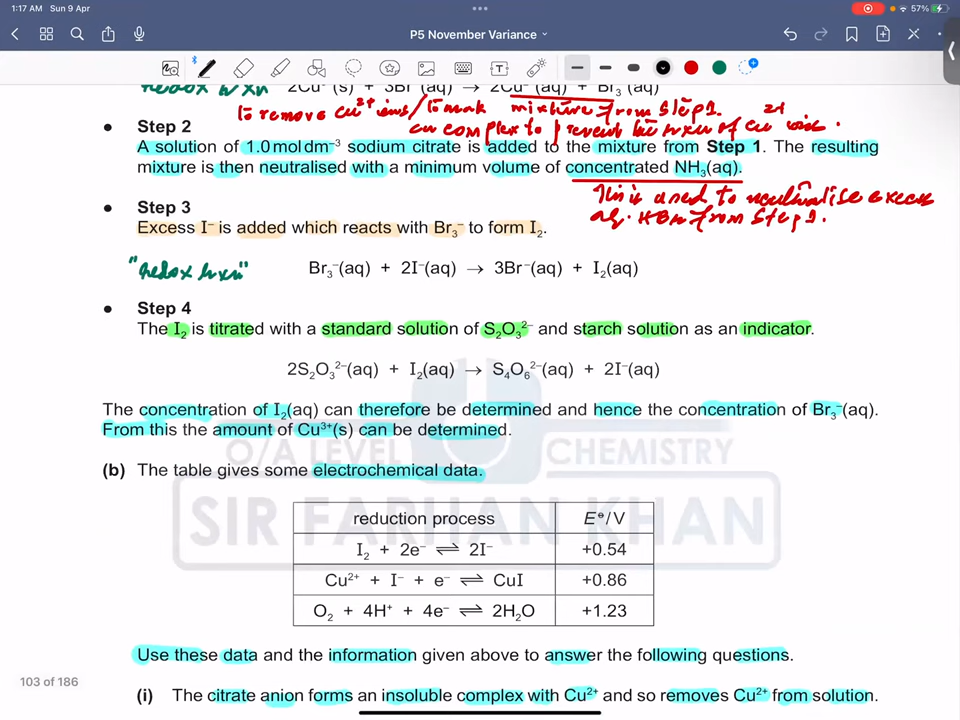 1:17 AM Sun 9 Apr
57%
P5 November Variance
2Cu²⁺(s) + 3Br⁻(aq) → 2Cu²⁺(aq) + Br₃⁻(aq)
to remove Cu²⁺ ions/To make mixture from Step 1.
complex to prevent the rxn of Cu²⁺ with
• Step 2
A solution of 1.0 mol dm⁻³ sodium citrate is added to the mixture from Step 1. The resulting
mixture is then neutralised with a minimum volume of concentrated NH₃(aq).
This is used to neutralise excess
aq. HBr from Step 1.
• Step 3
Excess I⁻ is added which reacts with Br₃⁻ to form I₂.
"Redox rxn"
Br₃⁻(aq) + 2I⁻(aq) → 3Br⁻(aq) + I₂(aq)
• Step 4
The I₂ is titrated with a standard solution of S₂O₃²⁻ and starch solution as an indicator.
2S₂O₃²⁻(aq) + I₂(aq) → S₄O₆²⁻(aq) + 2I⁻(aq)
The concentration of I₂(aq) can therefore be determined and hence the concentration of Br₃⁻(aq).
From this the amount of Cu³⁺(s) can be determined.
O/A LEVEL CHEMISTRY
(b) The table gives some electrochemical data.
SIR FARHAN KHAN
reduction process E⦵/V
I₂ + 2e⁻ ⇌ 2I⁻ +0.54
Cu²⁺ + I⁻ + e⁻ ⇌ CuI +0.86
O₂ + 4H⁺ + 4e⁻ ⇌ 2H₂O +1.23
Use these data and the information given above to answer the following questions.
103 of 186
(i) The citrate anion forms an insoluble complex with Cu²⁺ and so removes Cu²⁺ from solution.